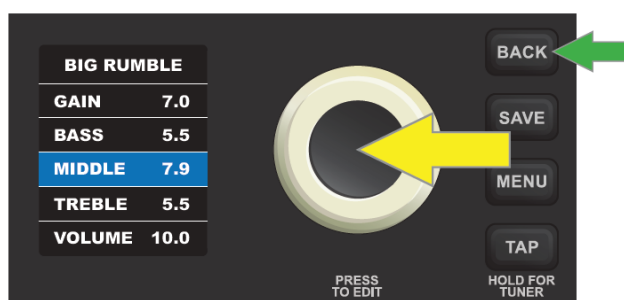 BIG RUMBLE
GAIN 7.0
BASS 5.5
MIDDLE 7.9
TREBLE 5.5
VOLUME 10.0
PRESS
TO EDIT
BACK
SAVE
MENU
TAP
HOLD FOR
TUNER